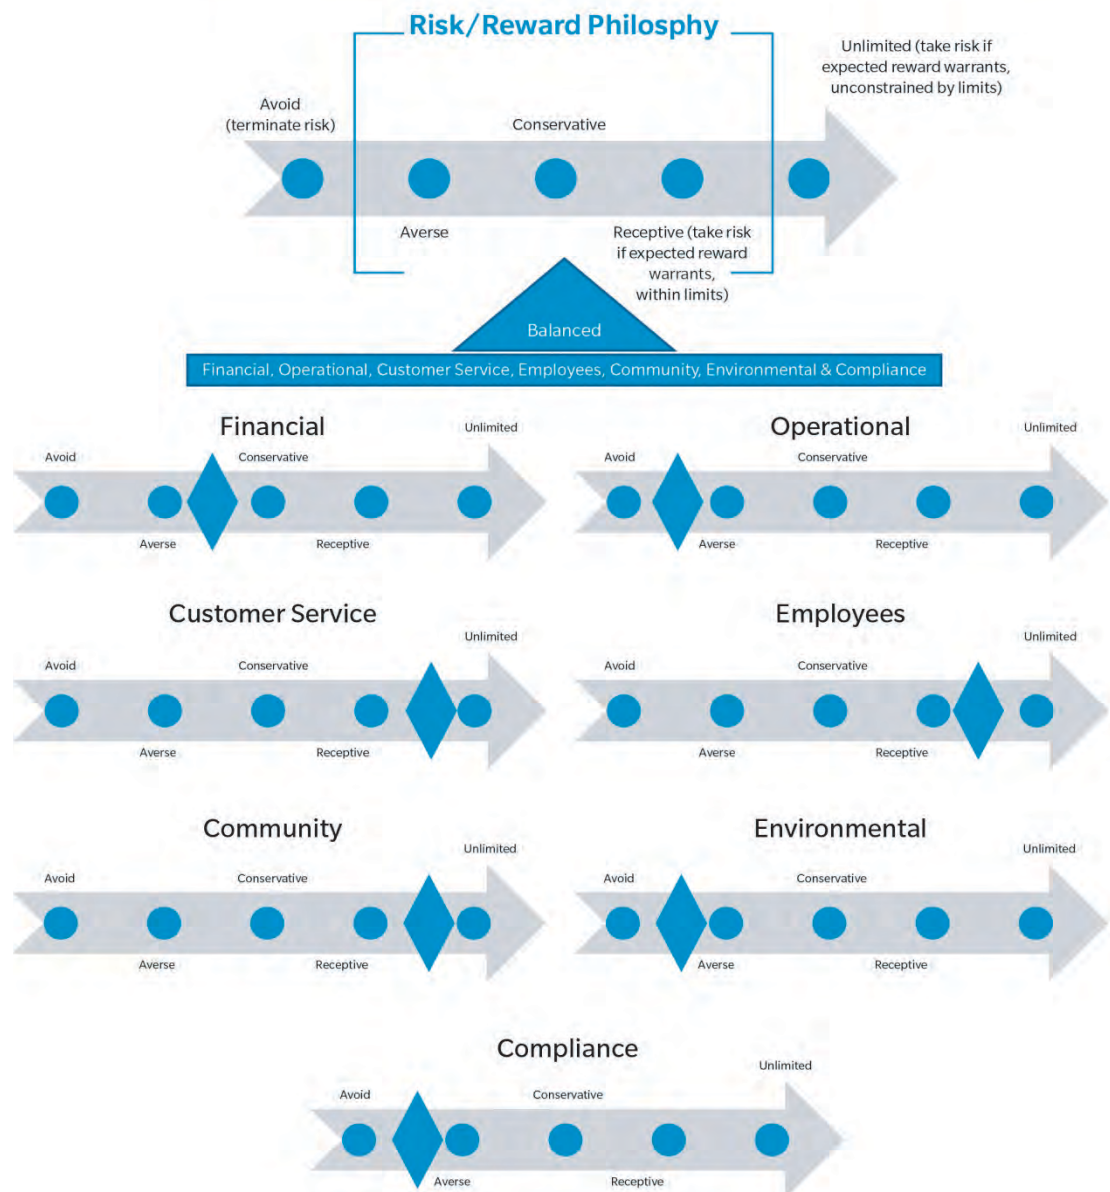 Risk/Reward Philosphy
Unlimited (take risk if
expected reward warrants,
unconstrained by limits)
Avoid
(terminate risk)
Conservative
Averse
Receptive (take risk
if expected reward
warrants,
within limits)
Balanced
Financial, Operational, Customer Service, Employees, Community, Environmental & Compliance
Financial
Unlimited
Avoid
Conservative
Averse
Receptive
Operational
Unlimited
Avoid
Conservative
Averse
Receptive
Customer Service
Unlimited
Avoid
Conservative
Averse
Receptive
Employees
Unlimited
Avoid
Conservative
Averse
Receptive
Community
Unlimited
Avoid
Conservative
Averse
Receptive
Environmental
Unlimited
Avoid
Conservative
Averse
Receptive
Compliance
Unlimited
Avoid
Conservative
Averse
Receptive